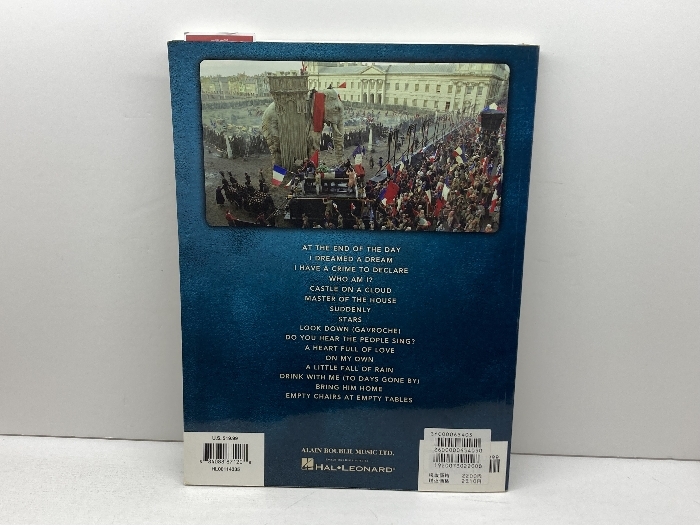 AT THE END OF THE DAY
I DREAMED A DREAM
I HAVE A CRIME TO DECLARE
WHO AM I?
CASTLE ON A CLOUD
MASTER OF THE HOUSE
SUDDENLY
STARS
LOOK DOWN (GAVROCHE)
DO YOU HEAR THE PEOPLE SING?
A HEART FULL OF LOVE
ON MY OWN
A LITTLE FALL OF RAIN
DRINK WITH ME (TO DAYS GONE BY)
BRING HIM HOME
EMPTY CHAIRS AT EMPTY TABLES
U.S. $19.99
ALAIN BOUBLIL MUSIC LTD.
HAL•LEONARD®